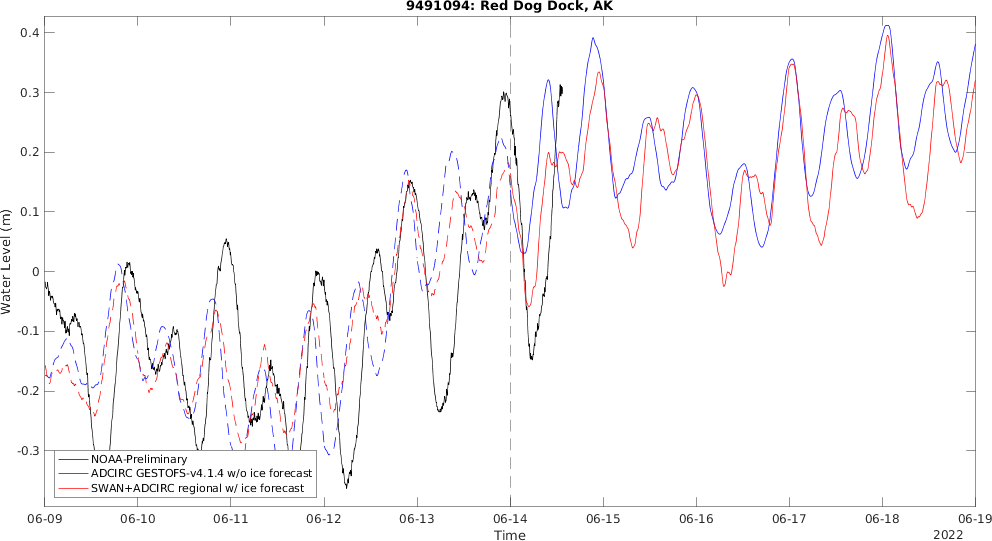 9491094: Red Dog Dock, AK
Water Level (m)
0.4
0.3
0.2
0.1
0
-0.1
-0.2
-0.3
NOAA-Preliminary
ADCIRC GESTOFS-v4.1.4 w/o ice forecast
SWAN+ADCIRC regional w/ ice forecast
06-09 06-10 06-11 06-12 06-13 06-14 06-15 06-16 06-17 06-18 06-19
Time
2022